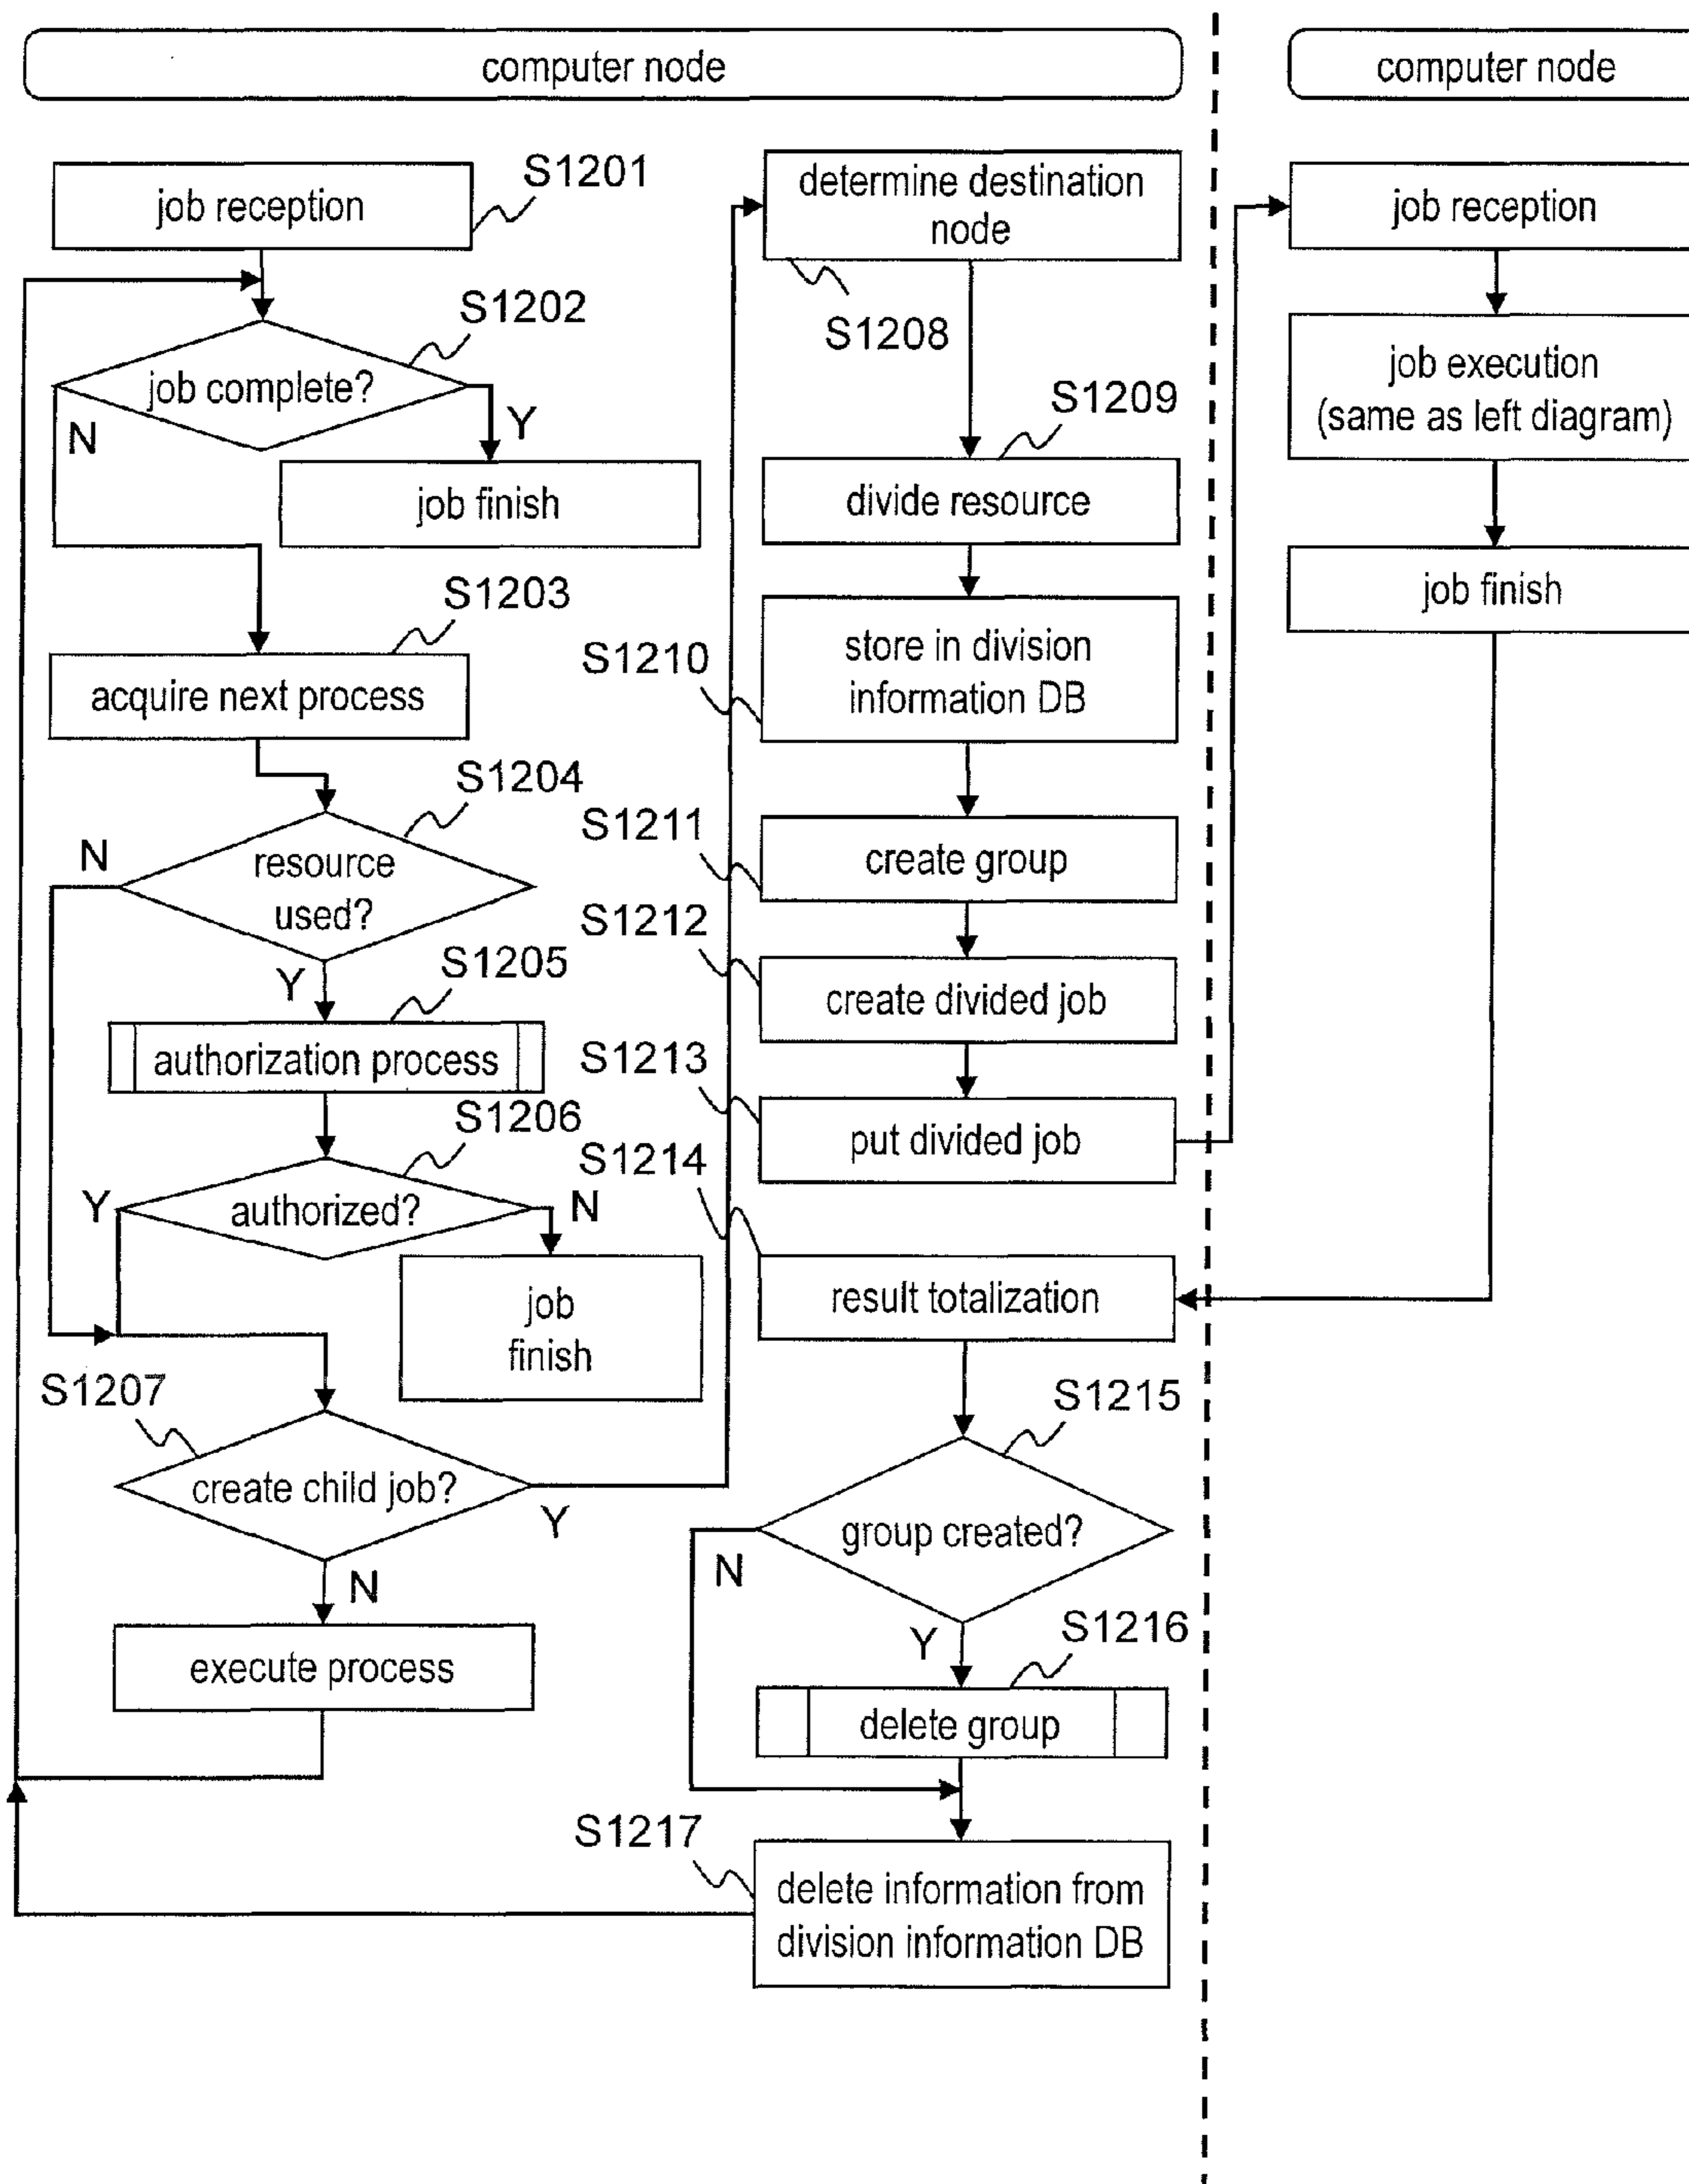 computer node
job reception
S1201
S1202
job complete?
N
Y
job finish
S1203
acquire next process
S1204
resource
used?
N
Y
S1205
authorization process
S1206
authorized?
Y
N
job
finish
S1207
create child job?
Y
N
execute process
determine destination
node
S1208
S1209
divide resource
S1210
store in division
information DB
S1211
create group
S1212
create divided job
S1213
put divided job
S1214
result totalization
S1215
group created?
N
Y
S1216
delete group
S1217
delete information from
division information DB
computer node
job reception
job execution
(same as left diagram)
job finish